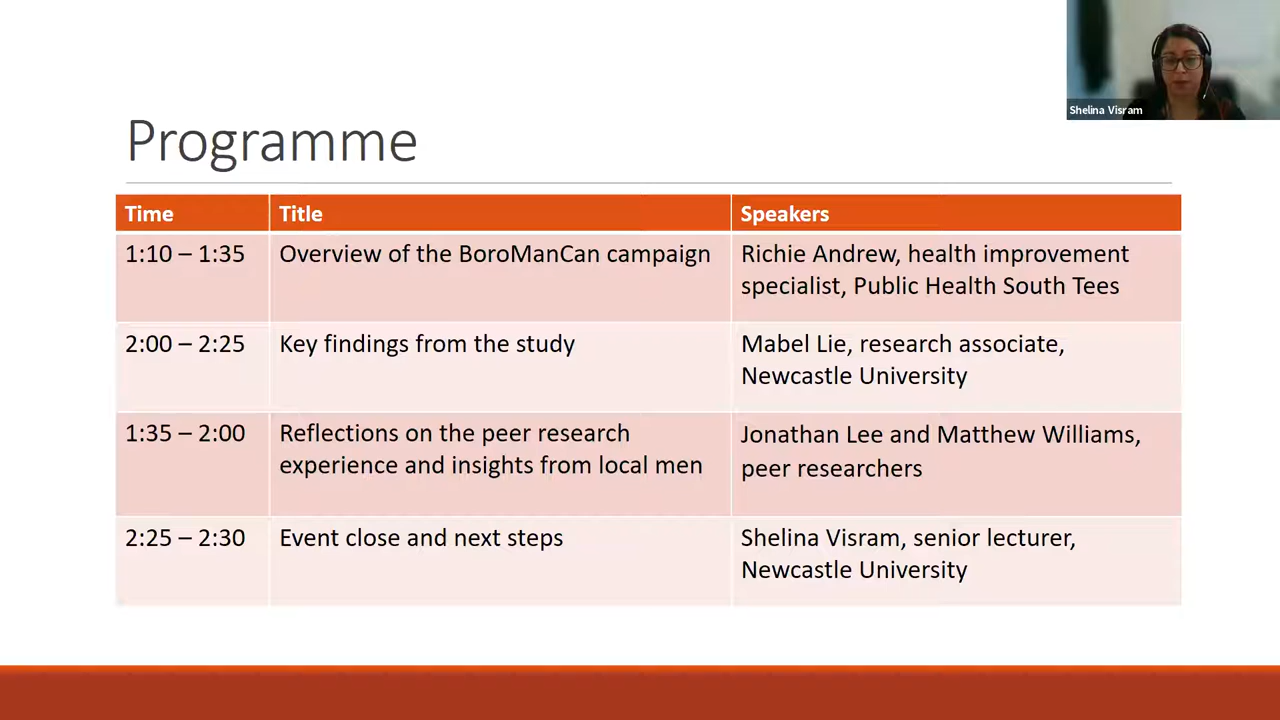 Shelina Visram
Programme
Time Title Speakers
1:10 – 1:35 Overview of the BoroManCan campaign Richie Andrew, health improvement
specialist, Public Health South Tees
2:00 – 2:25 Key findings from the study Mabel Lie, research associate,
Newcastle University
1:35 – 2:00 Reflections on the peer research Jonathan Lee and Matthew Williams,
experience and insights from local men peer researchers
2:25 – 2:30 Event close and next steps Shelina Visram, senior lecturer,
Newcastle University